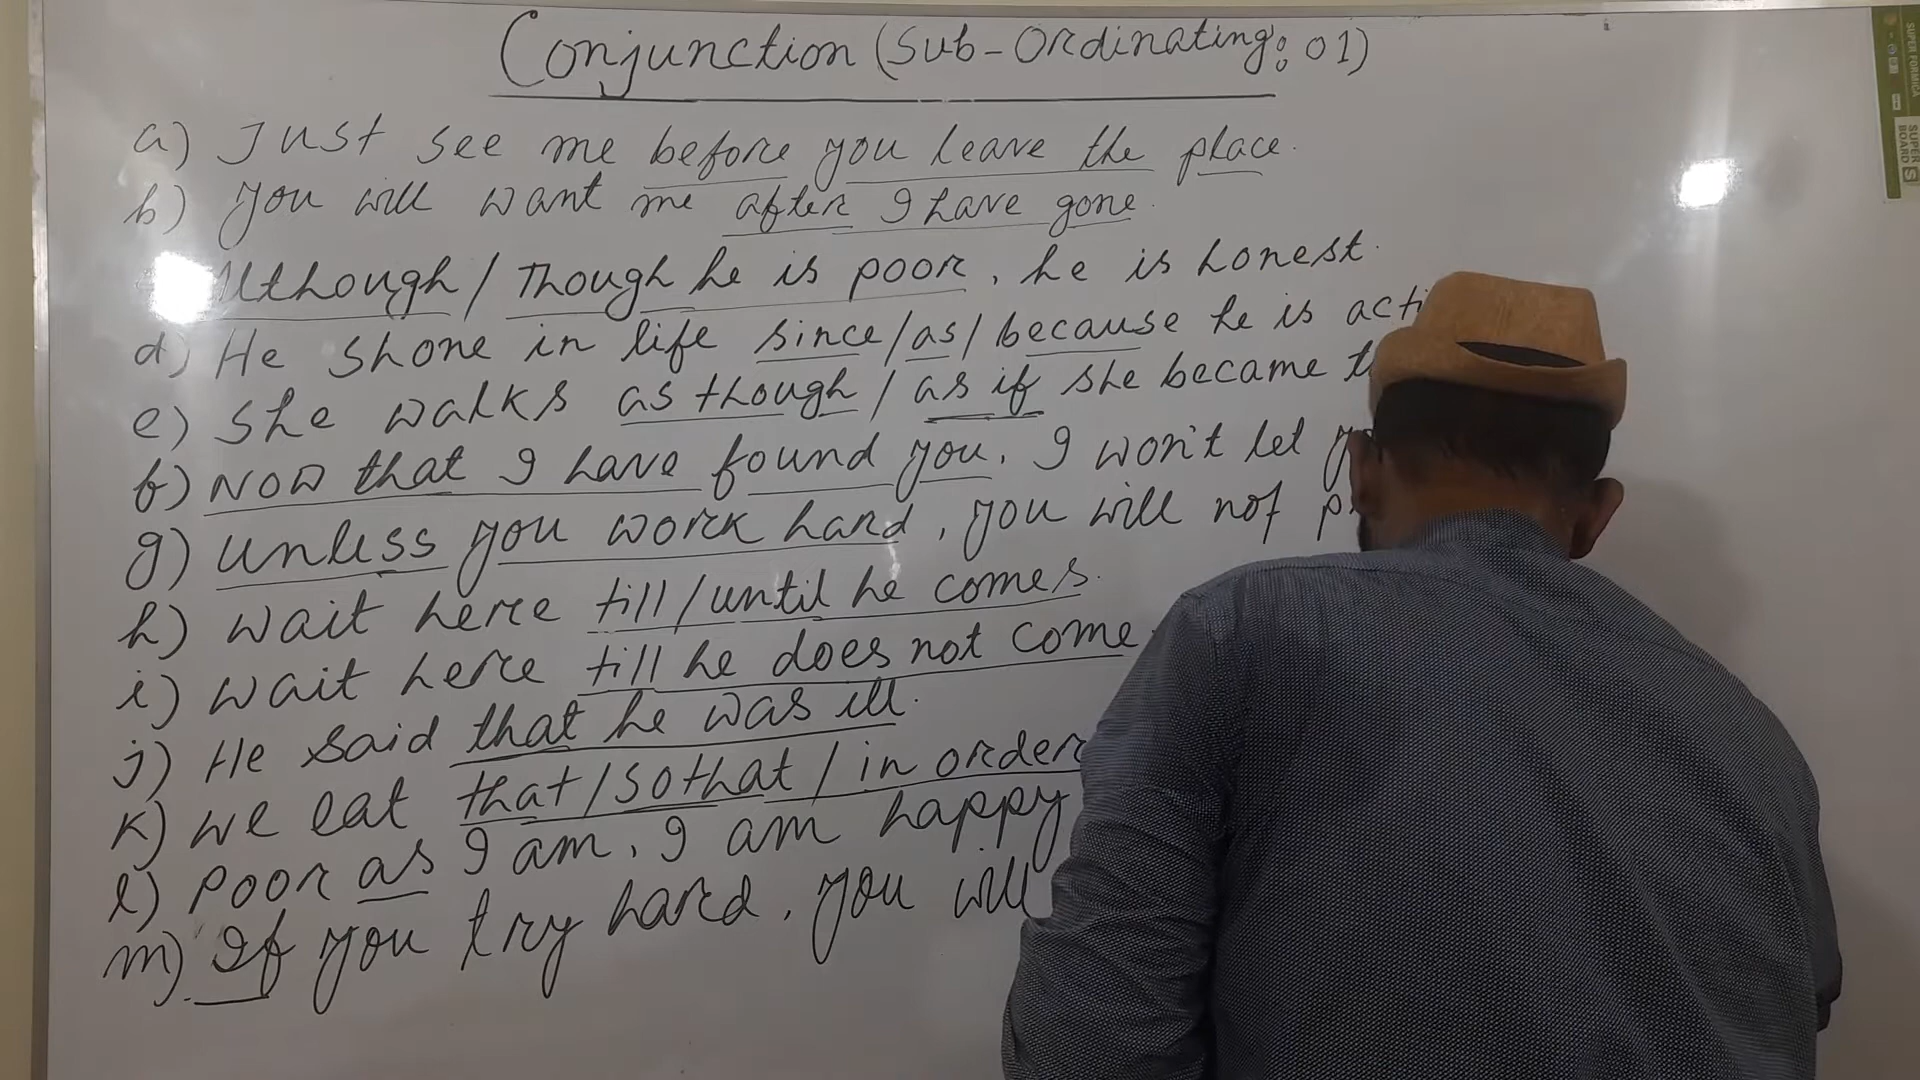 Conjunction (Sub-Ordinating: 01)
a) Just see me before you leave the place.
b) You will want me after I have gone.
Although/Though he is poor, he is honest.
d) He shone in life since/as/because he is acti
e) She walks as though/as if she became t
f) Now that I have found you, I won't let y
g) Unless you work hard, you will not p
h) Wait here till/until he comes.
i) Wait here till he does not come.
j) He said that he was ill.
k) We eat that/so that/in order
l) Poor as I am, I am happy
m) If you try hard, you will
SUPER FORMICA
SUPER BOARD S